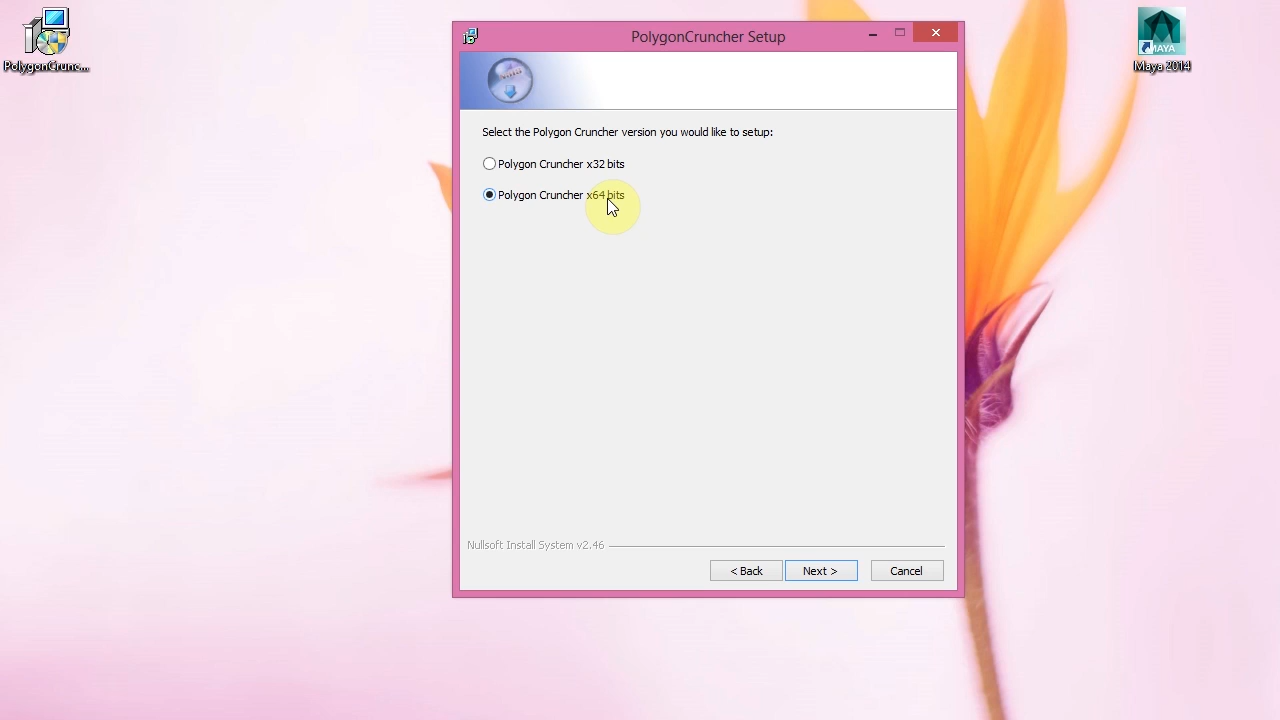 PolygonCrunc...
PolygonCruncher Setup
MAYA
Maya 2014
Select the Polygon Cruncher version you would like to setup:
Polygon Cruncher x32 bits
Polygon Cruncher x64 bits
Nullsoft Install System v2.46
< Back
Next >
Cancel